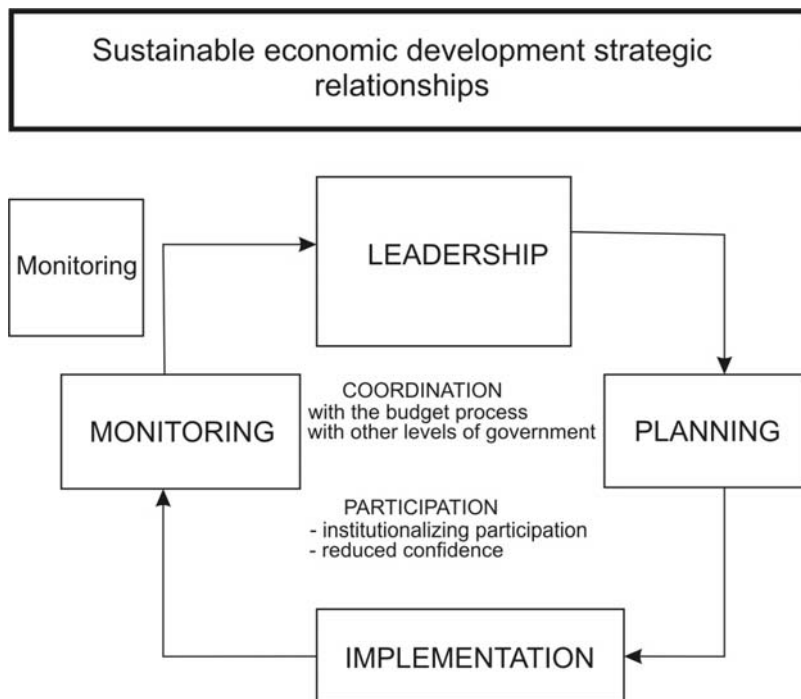 Sustainable economic development strategic
relationships
Monitoring
LEADERSHIP
MONITORING
COORDINATION
with the budget process
with other levels of government
PLANNING
PARTICIPATION
- institutionalizing participation
- reduced confidence
IMPLEMENTATION